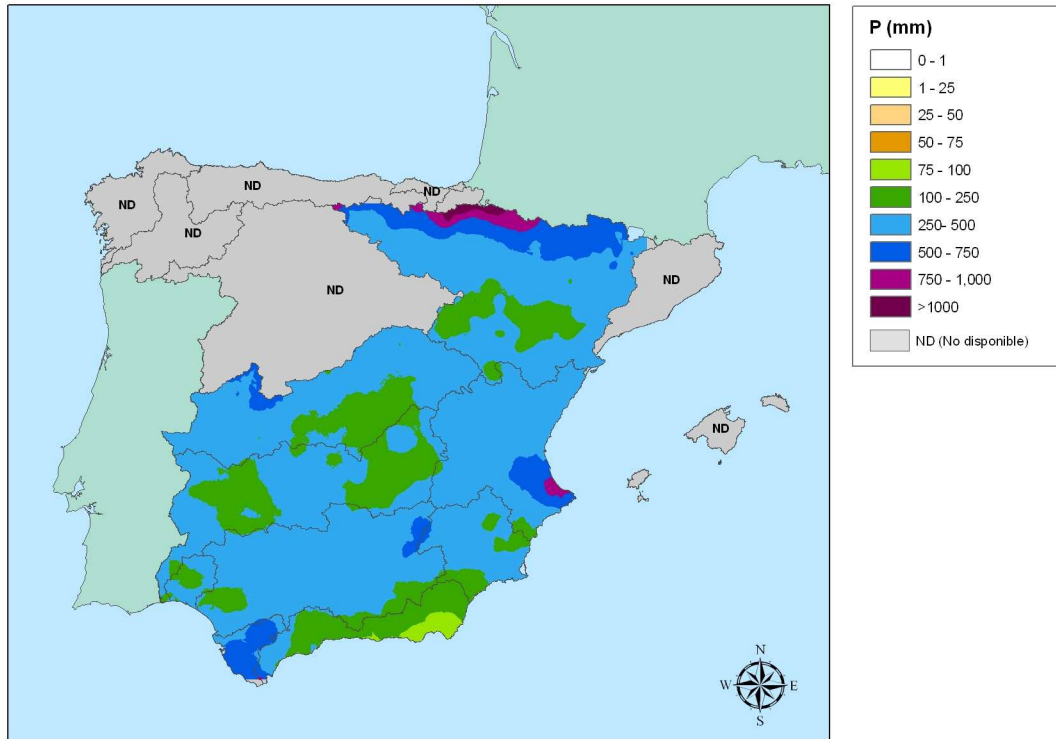 P (mm)
0 - 1
1 - 25
25 - 50
50 - 75
75 - 100
100 - 250
250- 500
500 - 750
750 - 1,000
>1000
ND (No disponible)
ND
ND
ND
ND
ND
ND
ND
N
W
E
S